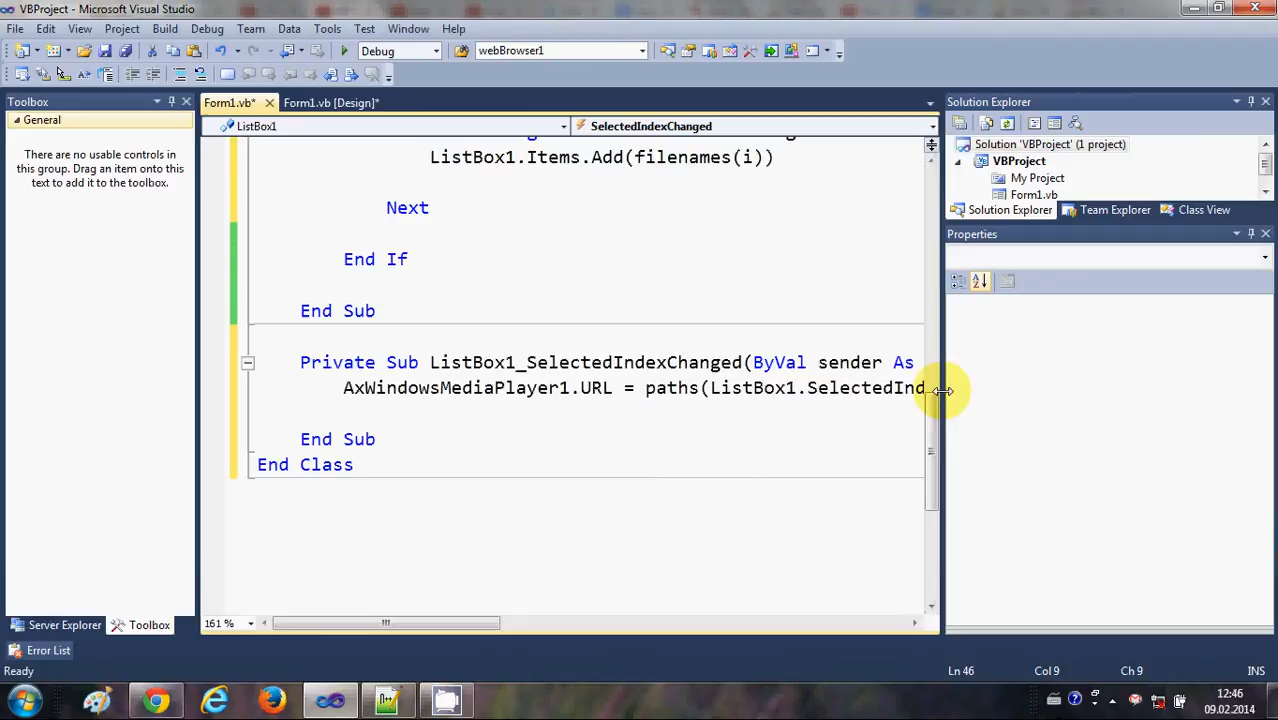 VBProject - Microsoft Visual Studio
File Edit View Project Build Debug Team Data Tools Test Window Help
Debug webBrowser1
Toolbox
General
There are no usable controls in
this group. Drag an item onto this
text to add it to the toolbox.
Server Explorer Toolbox
Form1.vb* Form1.vb [Design]*
ListBox1 SelectedIndexChanged
ListBox1.Items.Add(filenames(i))
Next
End If
End Sub
Private Sub ListBox1_SelectedIndexChanged(ByVal sender As
AxWindowsMediaPlayer1.URL = paths(ListBox1.SelectedInd
End Sub
End Class
161 %
Solution Explorer
Solution 'VBProject' (1 project)
VBProject
My Project
Form1.vb
Solution Explorer Team Explorer Class View
Properties
Error List
Ready Ln 46 Col 9 Ch 9 INS
12:46
09.02.2014